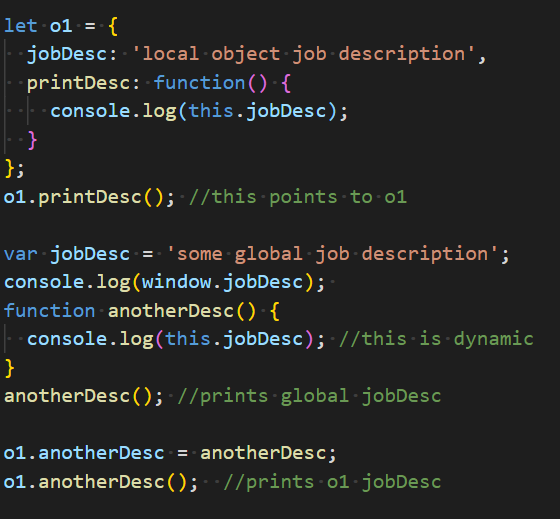 let o1 = {
  jobDesc: 'local object job description',
  printDesc: function() {
    console.log(this.jobDesc);
  }
};
o1.printDesc(); //this points to o1

var jobDesc = 'some global job description';
console.log(window.jobDesc);
function anotherDesc() {
  console.log(this.jobDesc); //this is dynamic
}
anotherDesc(); //prints global jobDesc

o1.anotherDesc = anotherDesc;
o1.anotherDesc();  //prints o1 jobDesc